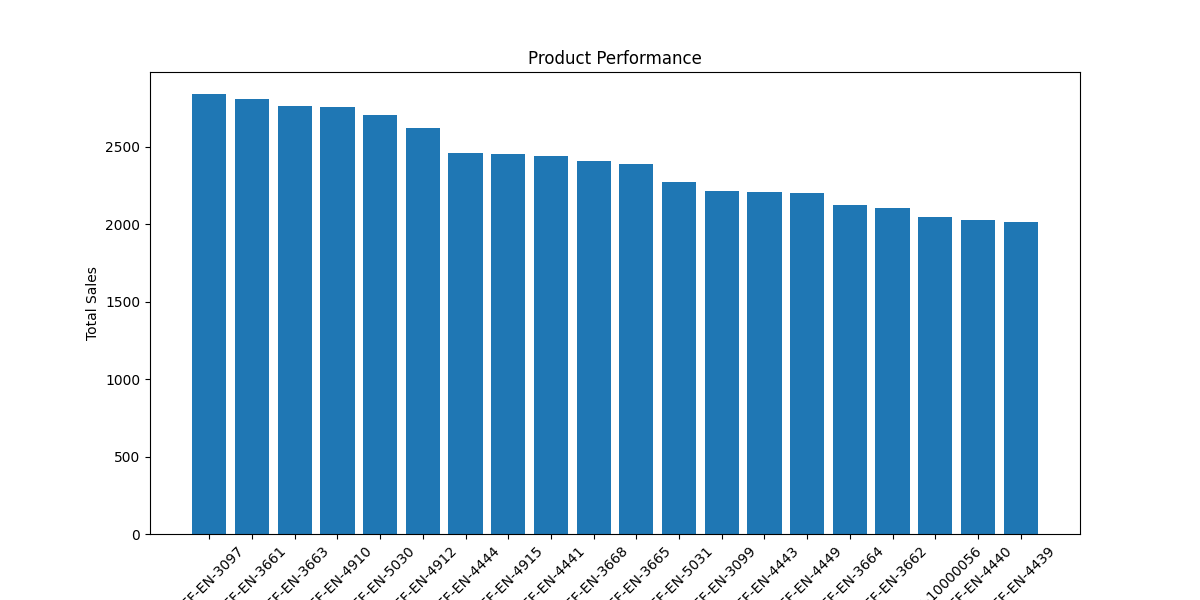 Product Performance
Total Sales
2500
2000
1500
1000
500
0
F-EN-3097
F-EN-3661
F-EN-3663
F-EN-4910
F-EN-5030
F-EN-4912
F-EN-4444
F-EN-4915
F-EN-4441
F-EN-3668
F-EN-3665
F-EN-5031
F-EN-3099
F-EN-4443
F-EN-4449
F-EN-3664
F-EN-3662
10000056
F-EN-4440
F-EN-4439